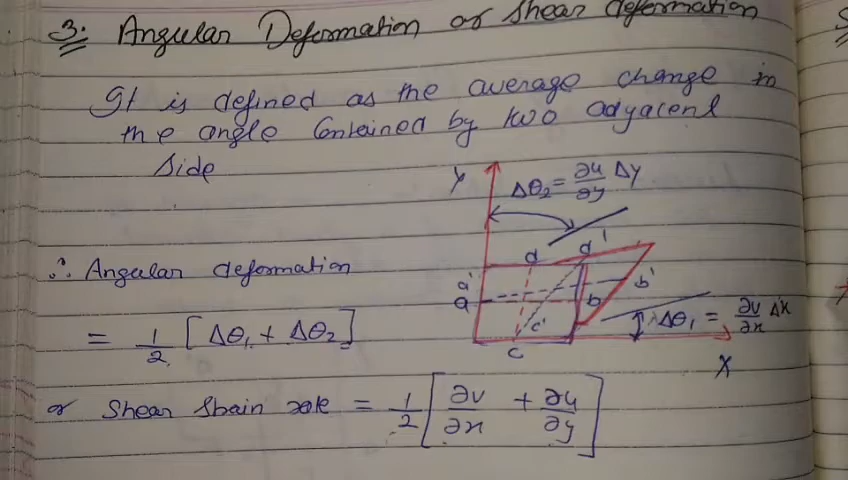 3. Angular Deformation or Shear deformation
It is defined as the average change in
the angle Contained by two adyacent
side
Y
Δθ₂ = ∂u/∂y Δy
∴ Angular deformation
= 1/2 [Δθ₁ + Δθ₂]
d d'
a' b'
a b
c' c
Δθ₁ = ∂v/∂x Δx
X
or Shear Strain rate = 1/2 [∂v/∂x + ∂u/∂y]